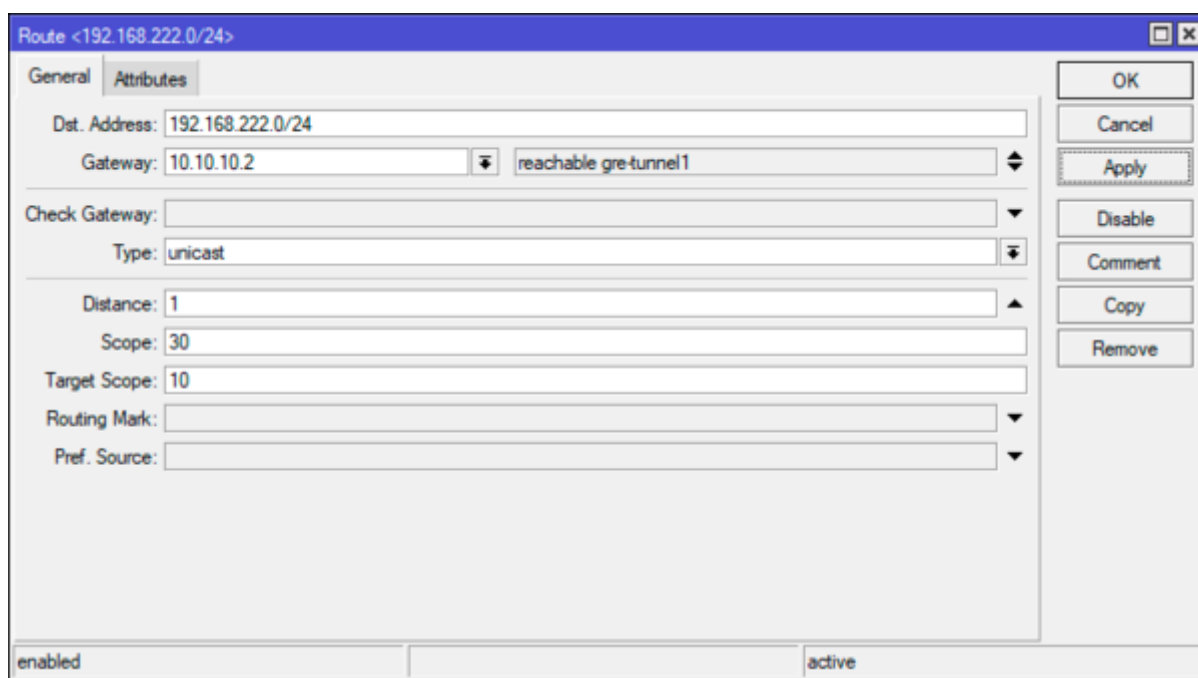 Route <192.168.222.0/24>
General Attributes
Dst. Address: 192.168.222.0/24
Gateway: 10.10.10.2 reachable gre-tunnel1
Check Gateway:
Type: unicast
Distance: 1
Scope: 30
Target Scope: 10
Routing Mark:
Pref. Source:
OK
Cancel
Apply
Disable
Comment
Copy
Remove
enabled active